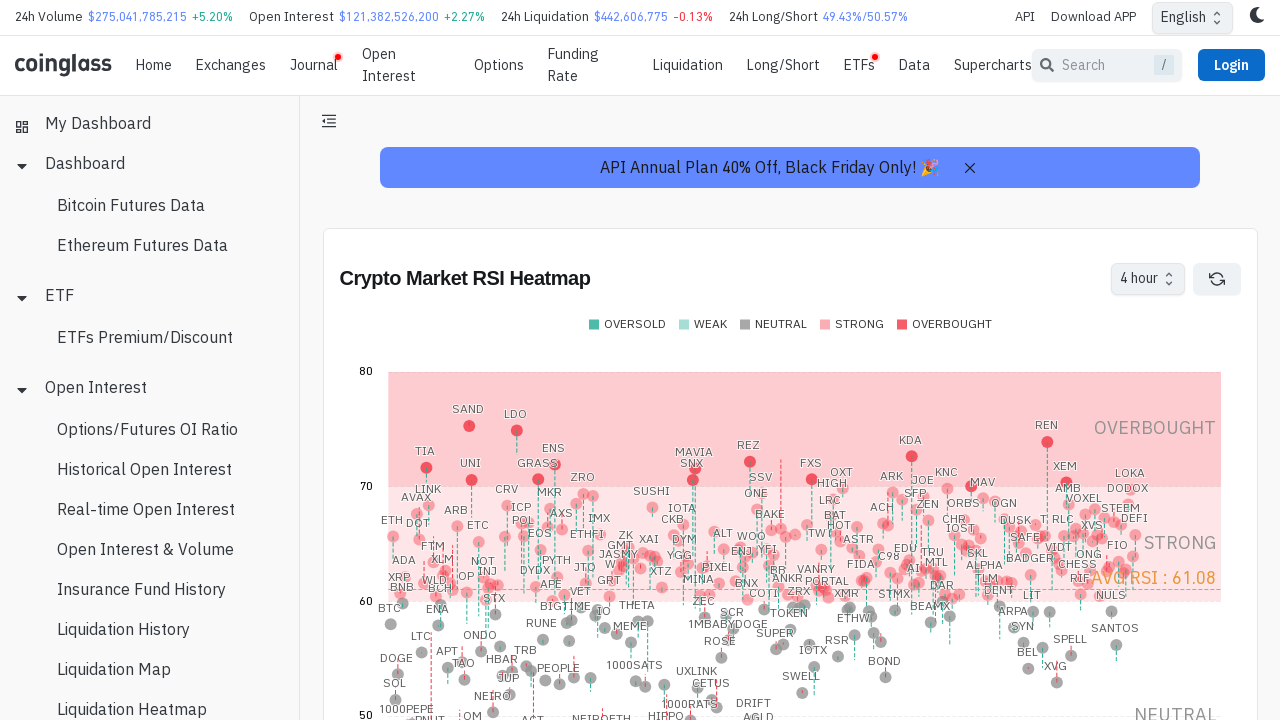 24h Volume $275,041,785,215 +5.20% Open Interest $121,382,526,200 +2.27% 24h Liquidation $442,606,775 -0.13% 24h Long/Short 49.43%/50.57% API Download APP English
coinglass Home Exchanges Journal Open Interest Options Funding Rate Liquidation Long/Short ETFs Data Supercharts Search / Login
My Dashboard
Dashboard
Bitcoin Futures Data
Ethereum Futures Data
ETF
ETFs Premium/Discount
Open Interest
Options/Futures OI Ratio
Historical Open Interest
Real-time Open Interest
Open Interest & Volume
Insurance Fund History
Liquidation History
Liquidation Map
Liquidation Heatmap
API Annual Plan 40% Off, Black Friday Only! 🎉
Crypto Market RSI Heatmap
4 hour
OVERSOLD WEAK NEUTRAL STRONG OVERBOUGHT
80
SAND
LDO
REN
OVERBOUGHT
TIA
ENS
MAVIA
REZ
KDA
UNI
GRASS
SNX
FXS
XEM
70
LINK
ZRO
SSV
OXT
ARK
JOE
KNC
MAV
LOKA
AVAX
CRV
MKR
SUSHI
ONE
HIGH
SFP
AMB
DODOX
ARB
ICP
AXS
IOTA
LRC
ACH
ZEN
ORBS
OGN
VOXEL
STEEM
ETH
DOT
ETC
POL
EOS
IMX
CKB
BAKE
BAT
HOT
CHR
DUSK
RLC
XVS
DEFI
FTM
ETHFI
ZK
XAI
DYM
ALT
WOO
TWT
ASTR
EDU
IOST
SAFE
VIDT
FIO
STRONG
ADA
XLM
NOT
PYTH
GMT
JASMY
YGG
ENJ
YFI
C98
TRU
SKL
BADGER
ONG
XRP
WLD
OP
INJ
DYDX
JTO
XTZ
PIXEL
VANRY
FIDA
MTL
ALPHA
CHESS
BNB
BCH
APE
GRT
MINA
BNX
ANKR
PORTAL
TLM
RIF
AVG RSI : 61.08
60
BTC
ENA
STX
BIGTIME
VET
THETA
ZEC
COTI
ZRX
XMR
STMX
BEAMX
DENT
LIT
NULS
LTC
ONDO
RUNE
MEME
SCR
1MBABYDOGE
TOKEN
ETHW
ARPA
SYN
SANTOS
DOGE
APT
TAO
HBAR
TRB
ROSE
SUPER
RSR
SPELL
SOL
JUP
PEOPLE
1000SATS
UXLINK
CETUS
IOTX
BOND
BEL
XVG
1000PEPE
NEIRO
1000RATS
DRIFT
SWELL
50
OM
ACT
NEIROETH
HIPPO
AGLD
NEUTRAL